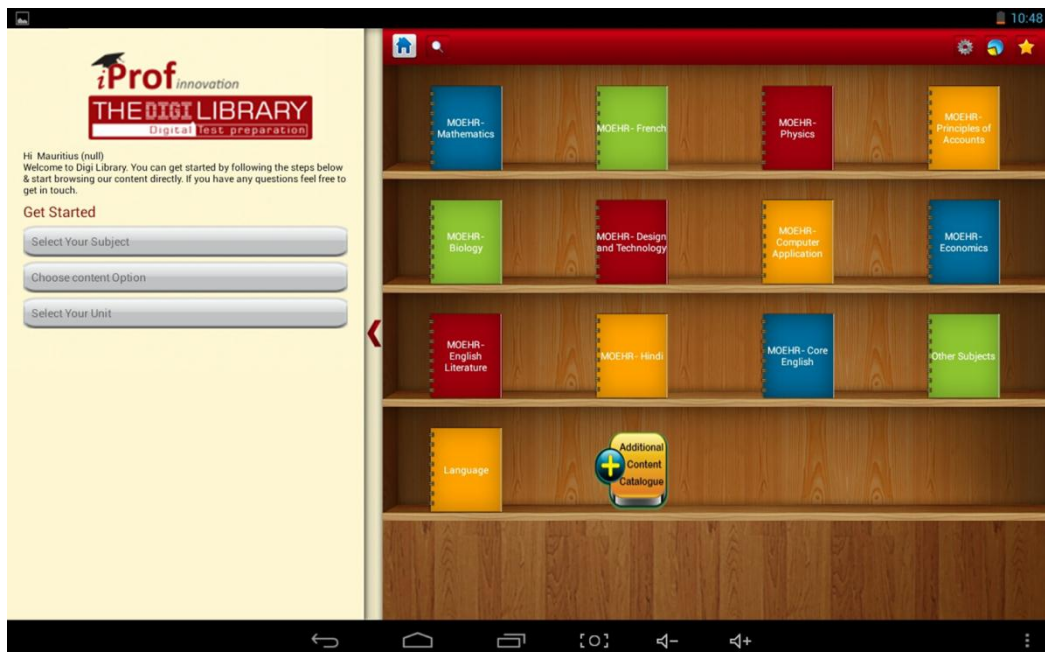 10:48
iProf innovation
THE DIGI LIBRARY
Digital Test preparation
Hi Mauritius (null)
Welcome to Digi Library. You can get started by following the steps below
& start browsing our content directly. If you have any questions feel free to
get in touch.
Get Started
Select Your Subject
Choose content Option
Select Your Unit
MOEHR-
Mathematics
MOEHR- French
MOEHR-
Physics
MOEHR-
Principles of
Accounts
MOEHR-
Biology
MOEHR- Design
and Technology
MOEHR-
Computer
Application
MOEHR-
Economics
MOEHR-
English
Literature
MOEHR- Hindi
MOEHR- Core
English
Other Subjects
Language
Additional
Content
Catalogue